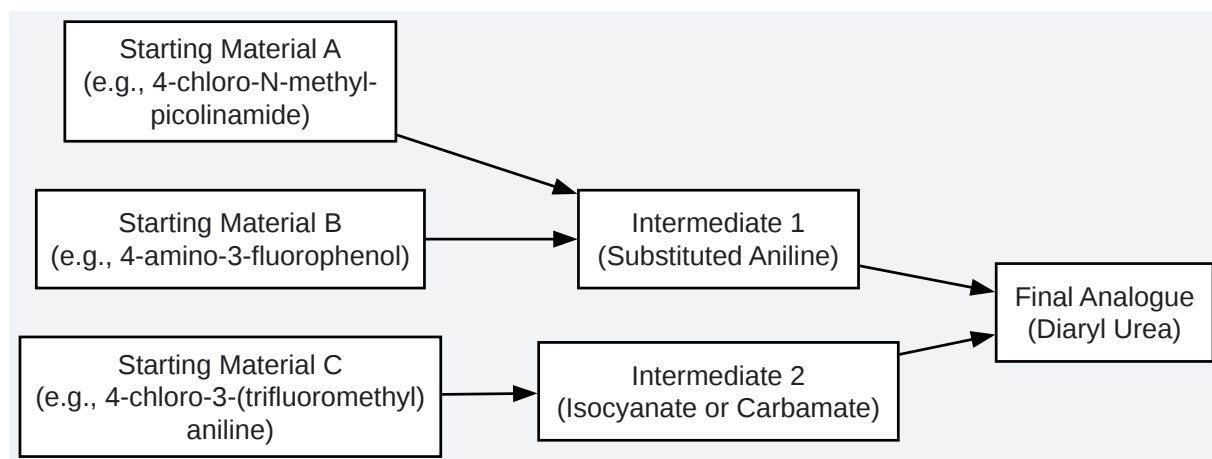 Starting Material A
(e.g., 4-chloro-N-methyl-
picolinamide)
Starting Material B
(e.g., 4-amino-3-fluorophenol)
Intermediate 1
(Substituted Aniline)
Final Analogue
(Diaryl Urea)
Starting Material C
(e.g., 4-chloro-3-(trifluoromethyl)
aniline)
Intermediate 2
(Isocyanate or Carbamate)